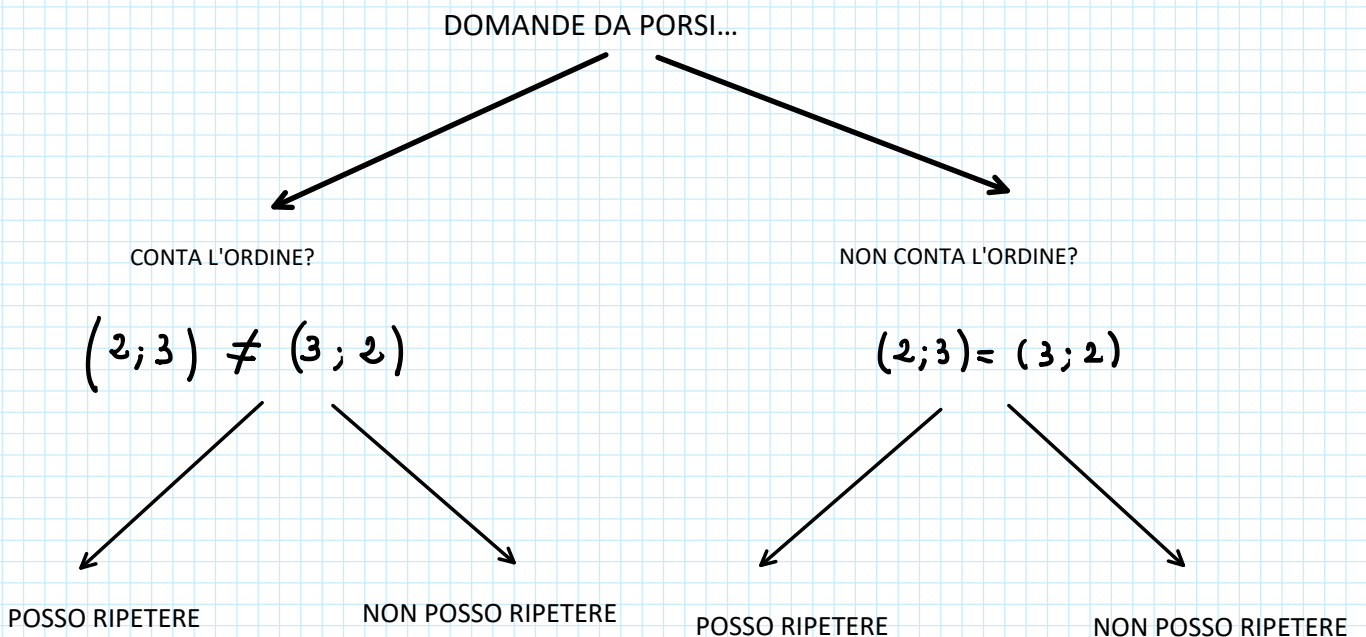 DOMANDE DA PORSI...
CONTA L'ORDINE?
NON CONTA L'ORDINE?
(2;3) ≠ (3;2)
(2;3) = (3;2)
POSSO RIPETERE
NON POSSO RIPETERE
POSSO RIPETERE
NON POSSO RIPETERE